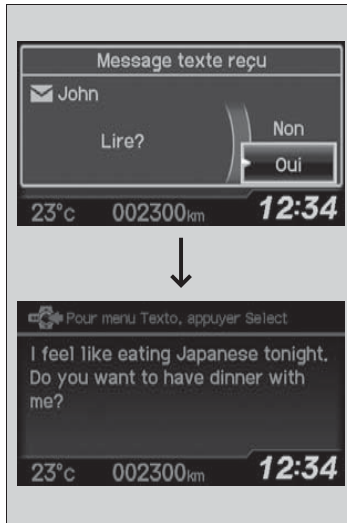 Message texte reçu
John
Lire?
Non
Oui
23°c 002300km 12:34
Pour menu Texto, appuyer Select
I feel like eating Japanese tonight.
Do you want to have dinner with
me?
23°c 002300km 12:34